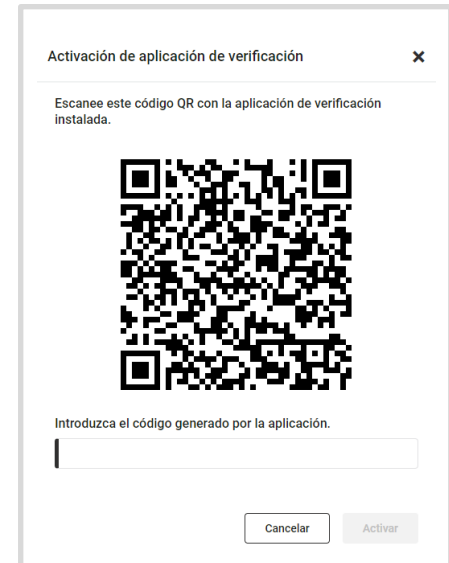 Activación de aplicación de verificación
Escanee este código QR con la aplicación de verificación
instalada.
Introduzca el código generado por la aplicación.
Cancelar
Activar